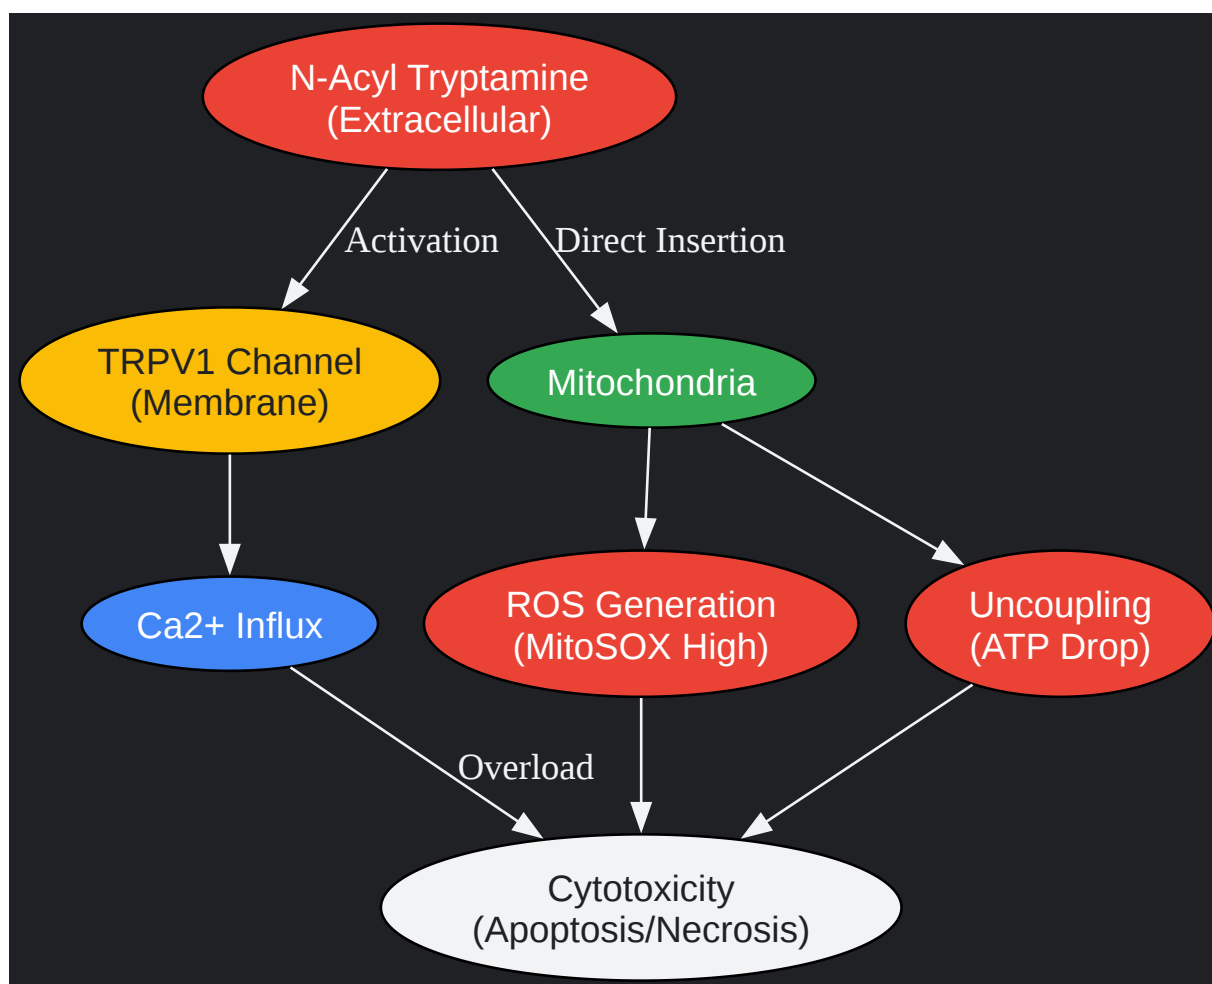 N-Acyl Tryptamine
(Extracellular)
Activation
Direct Insertion
TRPV1 Channel
(Membrane)
Mitochondria
Ca2+ Influx
ROS Generation
(MitoSOX High)
Uncoupling
(ATP Drop)
Overload
Cytotoxicity
(Apoptosis/Necrosis)